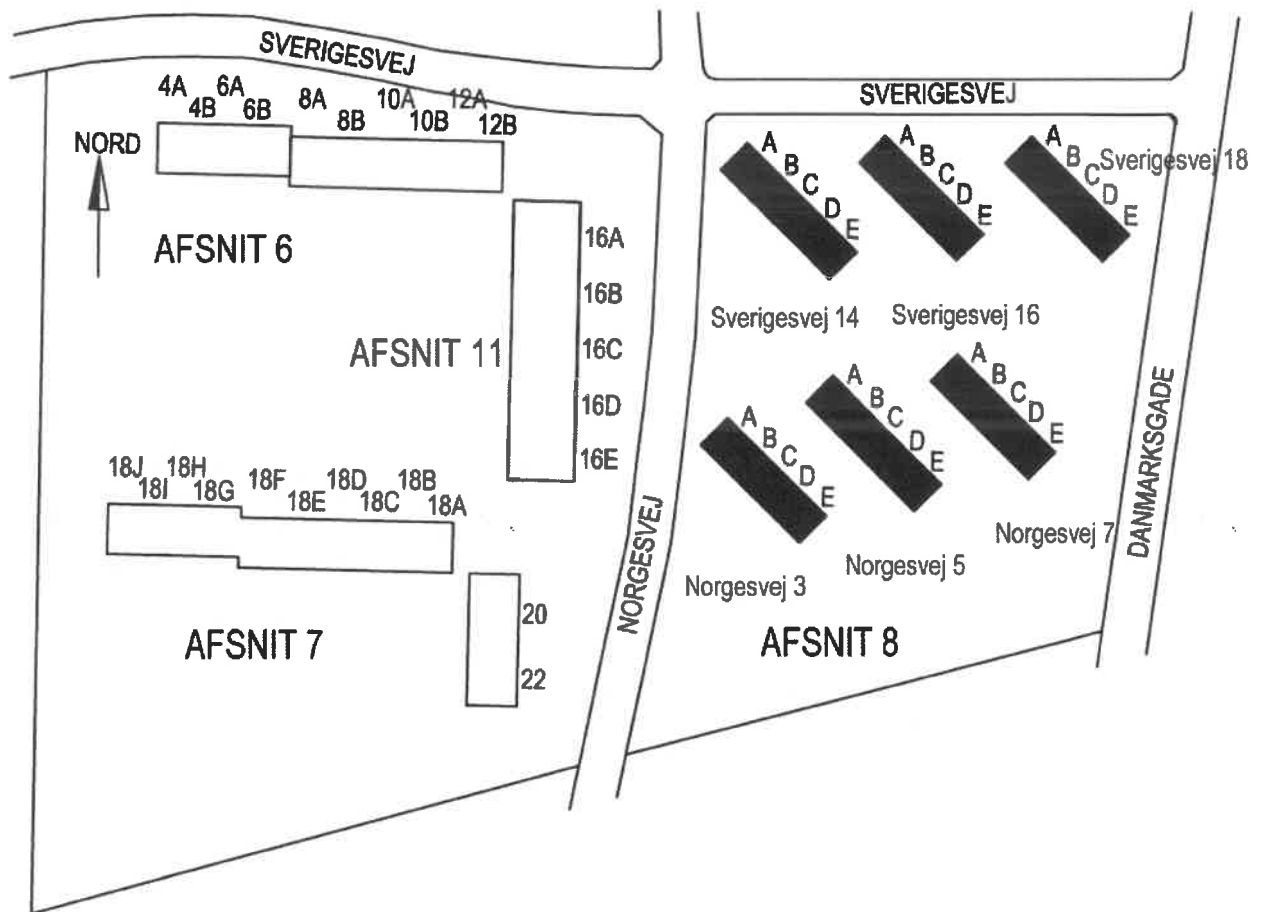 SVERIGESVEJ
SVERIGESVEJ
4A 6A 8A 10A 12A
4B 6B 8B 10B 12B
NORD
AFSNIT 6
16A
16B
16C
16D
16E
AFSNIT 11
18J 18H 18F 18D 18B
18I 18G 18E 18C 18A
20
22
AFSNIT 7
NORGESVEJ
A
B
C
D
E
Sverigesvej 14
A
B
C
D
E
Sverigesvej 16
A
B
C
D
E
Sverigesvej 18
A
B
C
D
E
Norgesvej 3
A
B
C
D
E
Norgesvej 5
A
B
C
D
E
Norgesvej 7
AFSNIT 8
DANMARKSGADE